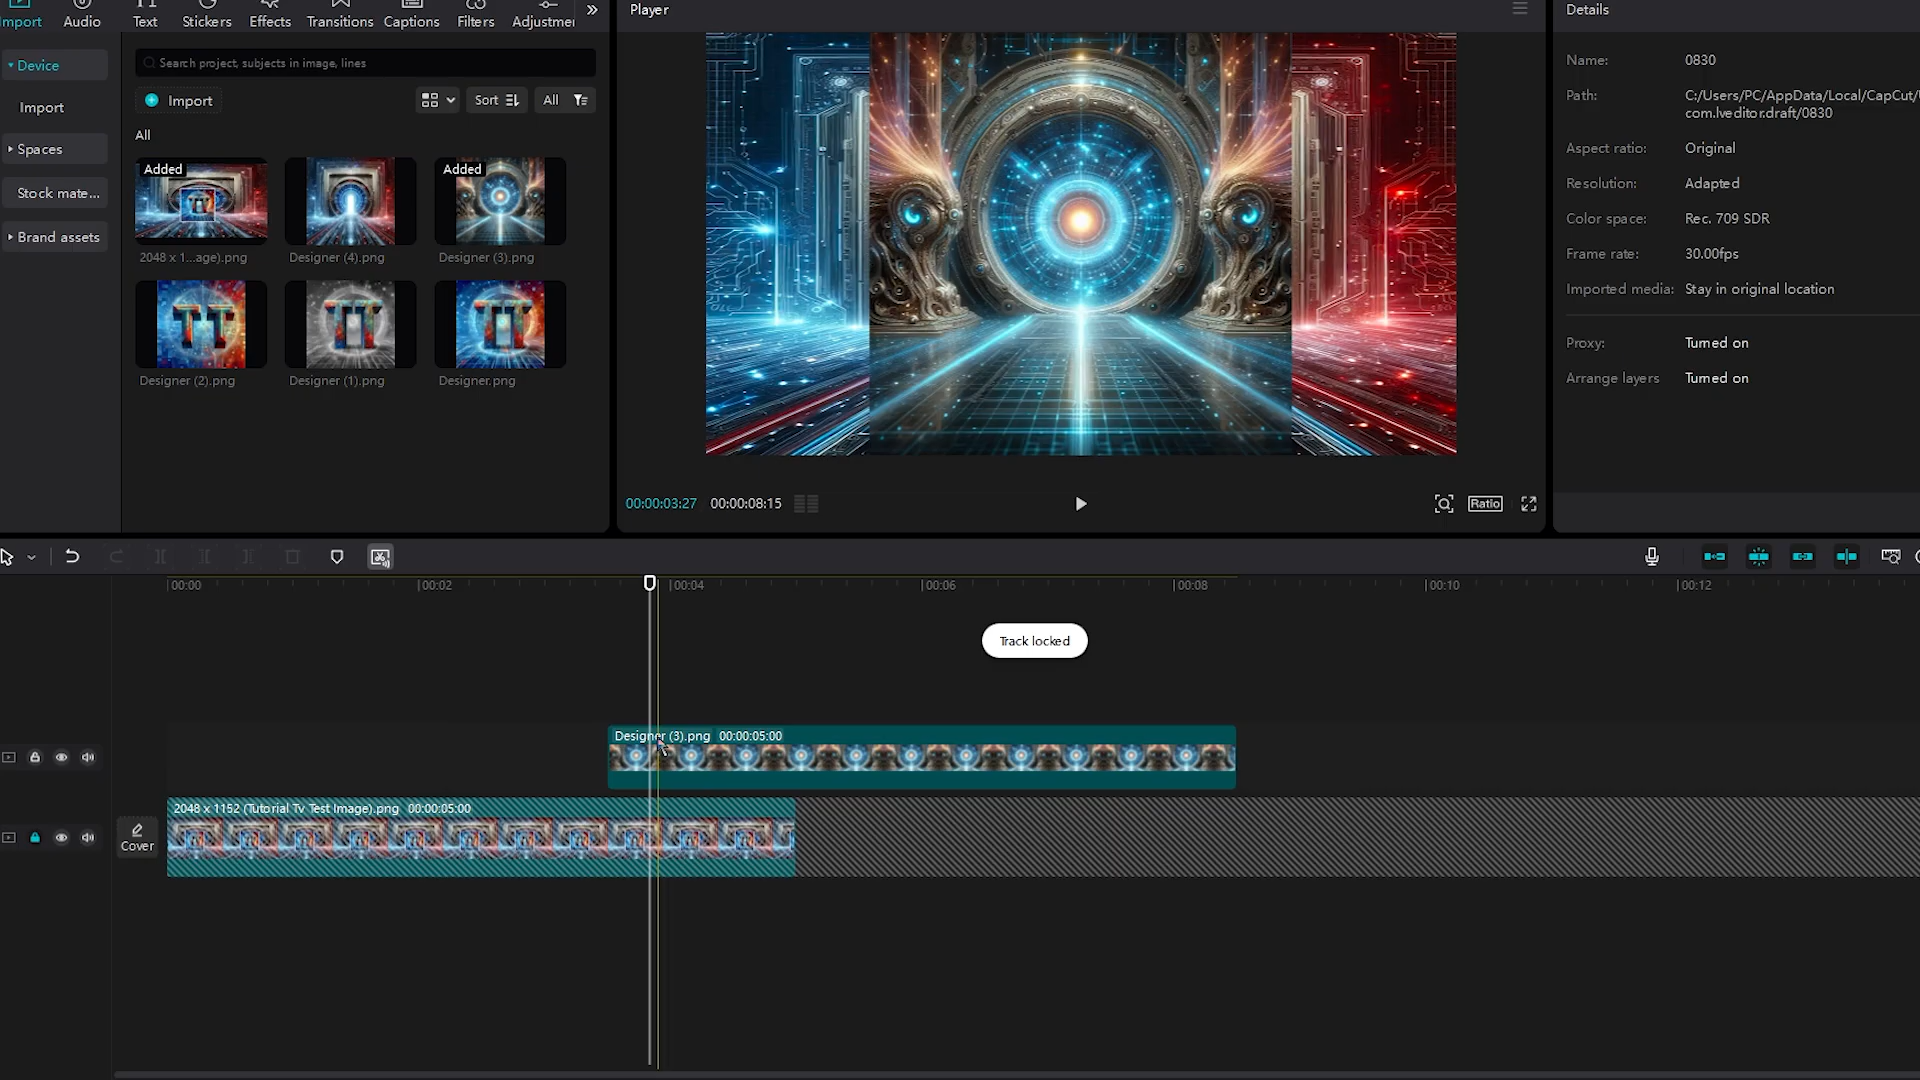 Import
Audio
Text
Stickers
Effects
Transitions
Captions
Filters
Adjustmer
Player
Details
Device
Import
Spaces
Stock mate...
Brand assets
Search project, subjects in image, lines
Import
Sort
All
All
Added
Added
2048 x 1...age).png
Designer (4).png
Designer (3).png
Designer (2).png
Designer (1).png
Designer.png
00:00:03:27
00:00:08:15
Ratio
Name:
0830
Path:
C:/Users/PC/AppData/Local/CapCut/
com.lveditor.draft/0830
Aspect ratio:
Original
Resolution:
Adapted
Color space:
Rec. 709 SDR
Frame rate:
30.00fps
Imported media:
Stay in original location
Proxy:
Turned on
Arrange layers
Turned on
00:00
00:02
00:04
00:06
00:08
00:10
00:12
Track locked
Designer (3).png 00:00:05:00
2048 x 1152 (Tutorial Tv Test Image).png 00:00:05:00
Cover